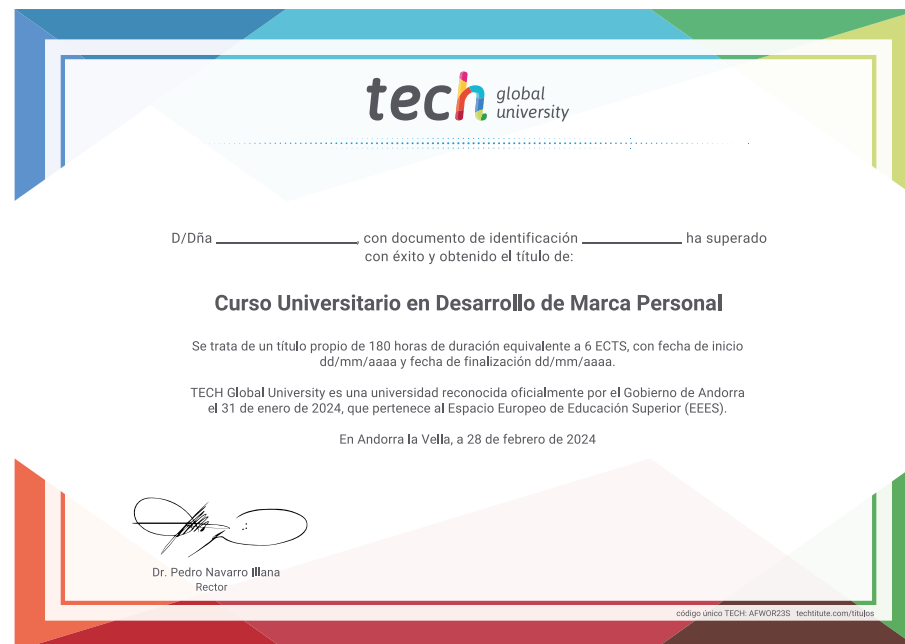 tech global
university
D/Dña ____________________, con documento de identificación ______________ ha superado
con éxito y obtenido el título de:
Curso Universitario en Desarrollo de Marca Personal
Se trata de un título propio de 180 horas de duración equivalente a 6 ECTS, con fecha de inicio
dd/mm/aaaa y fecha de finalización dd/mm/aaaa.
TECH Global University es una universidad reconocida oficialmente por el Gobierno de Andorra
el 31 de enero de 2024, que pertenece al Espacio Europeo de Educación Superior (EEES).
En Andorra la Vella, a 28 de febrero de 2024
Dr. Pedro Navarro Illana
Rector
código único TECH: AFWOR23S techtitute.com/titulos